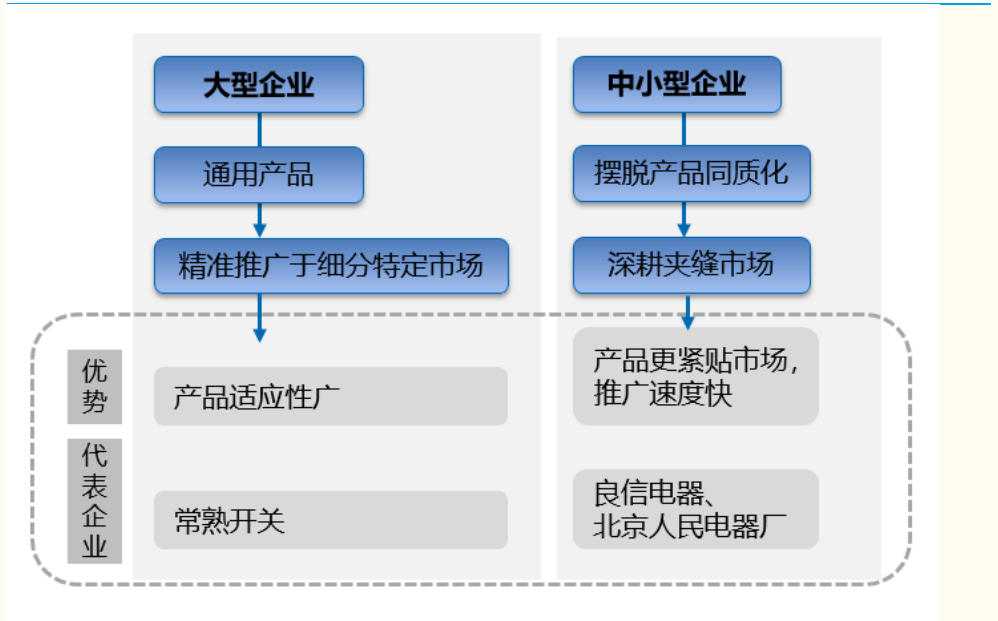 大型企业
通用产品
精准推广于细分特定市场
中小型企业
摆脱产品同质化
深耕夹缝市场
优势
产品适应性广
产品更紧贴市场，
推广速度快
代表企业
常熟开关
良信电器、
北京人民电器厂